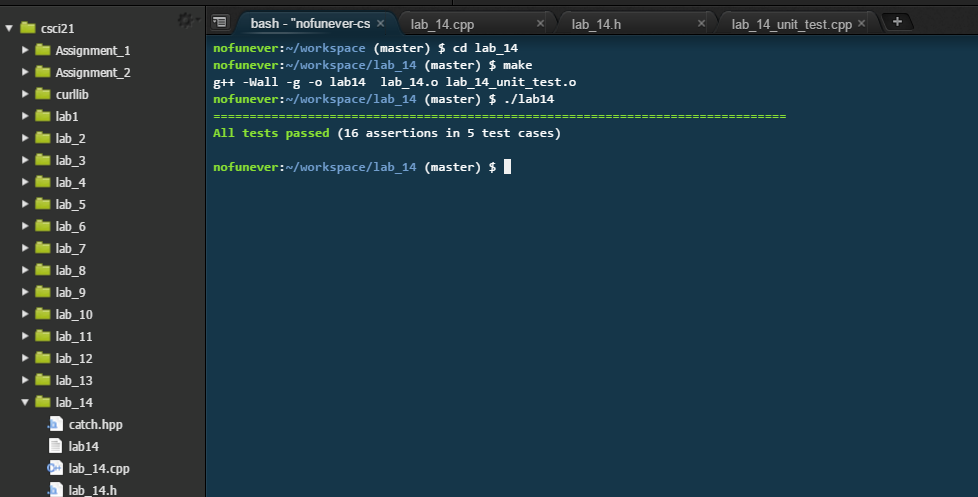 csci21
Assignment_1
Assignment_2
curllib
lab1
lab_2
lab_3
lab_4
lab_5
lab_6
lab_7
lab_8
lab_9
lab_10
lab_11
lab_12
lab_13
lab_14
catch.hpp
lab14
lab_14.cpp
lab_14.h
bash - "nofunever-cs × lab_14.cpp × lab_14.h × lab_14_unit_test.cpp × +
nofunever:~/workspace (master) $ cd lab_14
nofunever:~/workspace/lab_14 (master) $ make
g++ -Wall -g -o lab14  lab_14.o lab_14_unit_test.o
nofunever:~/workspace/lab_14 (master) $ ./lab14
===============================================================================
All tests passed (16 assertions in 5 test cases)
nofunever:~/workspace/lab_14 (master) $